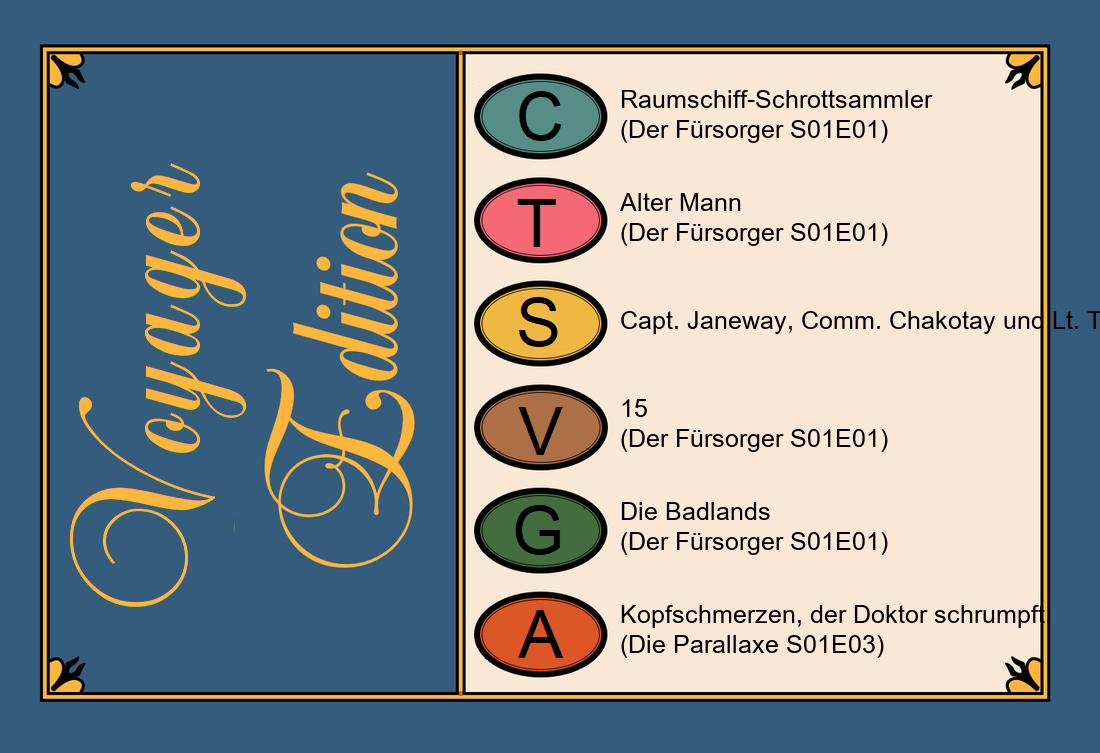 Voyager
Edition
C
Raumschiff-Schrottsammler
(Der Fürsorger S01E01)
T
Alter Mann
(Der Fürsorger S01E01)
S
Capt. Janeway, Comm. Chakotay und Lt. T
V
15
(Der Fürsorger S01E01)
G
Die Badlands
(Der Fürsorger S01E01)
A
Kopfschmerzen, der Doktor schrumpft
(Die Parallaxe S01E03)